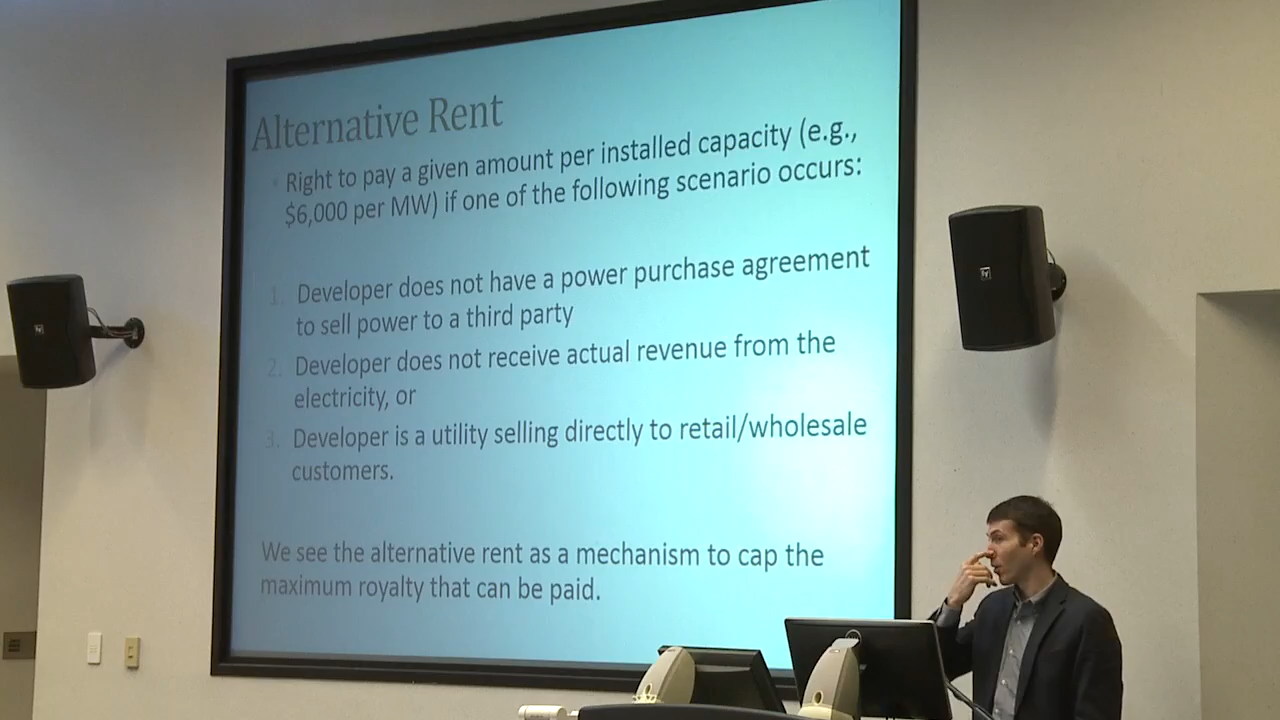 Alternative Rent
Right to pay a given amount per installed capacity (e.g.,
$6,000 per MW) if one of the following scenario occurs:
1. Developer does not have a power purchase agreement
to sell power to a third party
2. Developer does not receive actual revenue from the
electricity, or
3. Developer is a utility selling directly to retail/wholesale
customers.
We see the alternative rent as a mechanism to cap the
maximum royalty that can be paid.